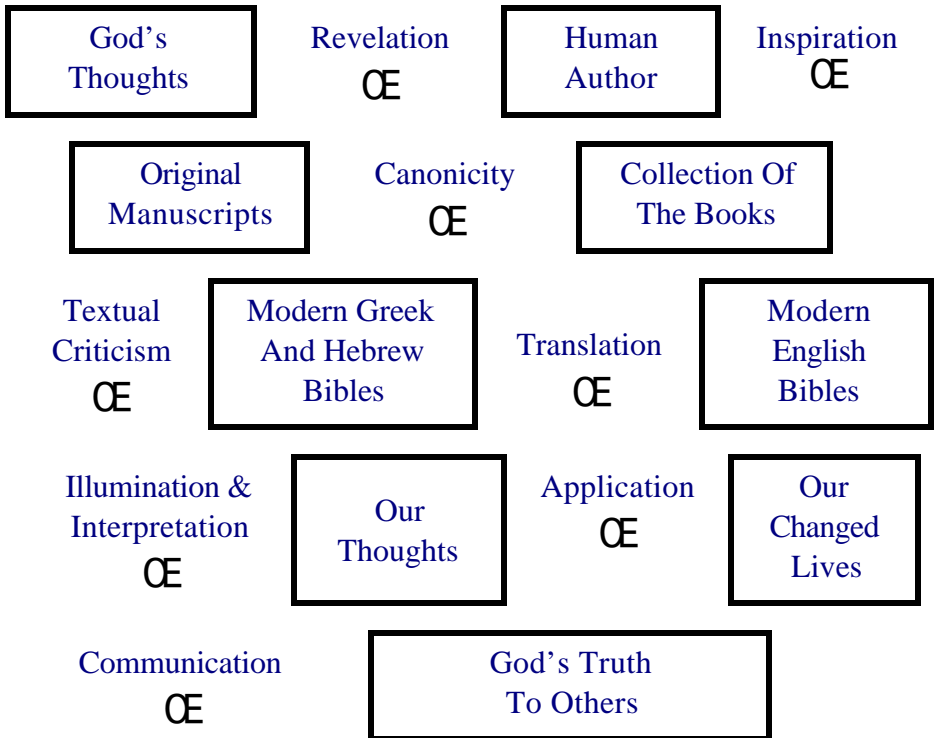 God’s
Thoughts
Revelation
Œ
Human
Author
Inspiration
Œ
Original
Manuscripts
Canonicity
Œ
Collection Of
The Books
Textual
Criticism
Œ
Modern Greek
And Hebrew
Bibles
Translation
Œ
Modern
English
Bibles
Illumination &
Interpretation
Œ
Our
Thoughts
Application
Œ
Our
Changed
Lives
Communication
Œ
God’s Truth
To Others